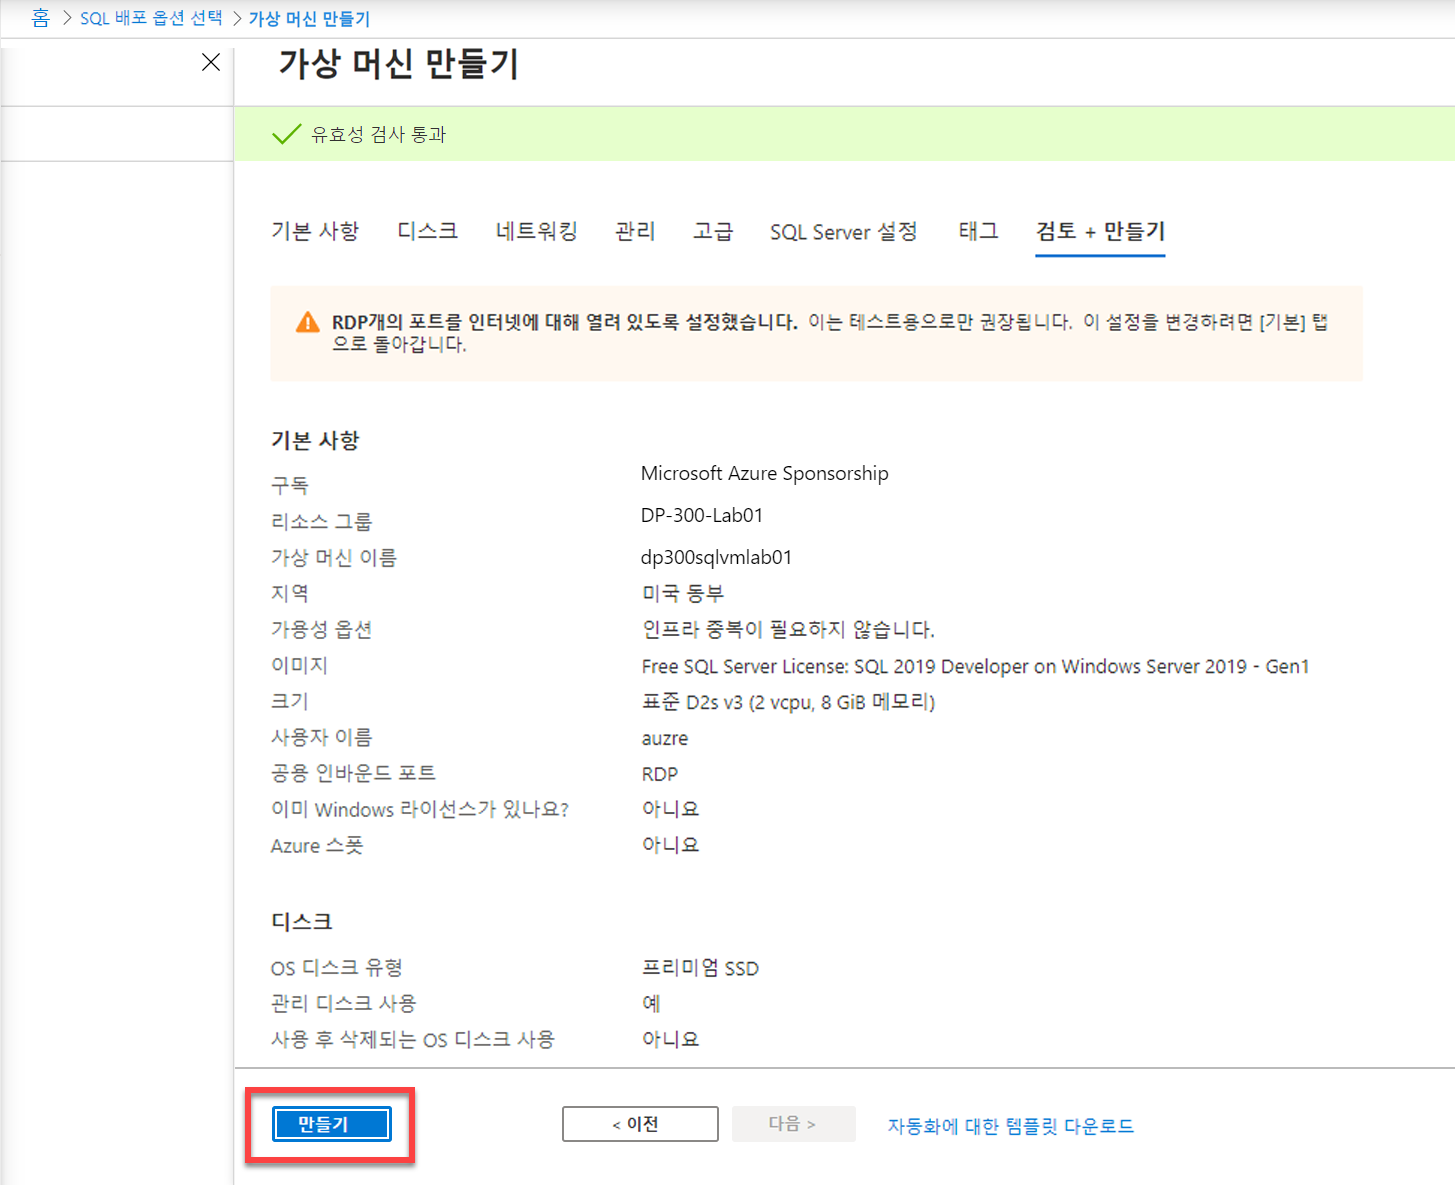 홈 > SQL 배포 옵션 선택 > 가상 머신 만들기
가상 머신 만들기
유효성 검사 통과
기본 사항 디스크 네트워킹 관리 고급 SQL Server 설정 태그 검토 + 만들기
RDP개의 포트를 인터넷에 대해 열려 있도록 설정했습니다. 이는 테스트용으로만 권장됩니다. 이 설정을 변경하려면 [기본] 탭
으로 돌아갑니다.
기본 사항
구독 Microsoft Azure Sponsorship
리소스 그룹 DP-300-Lab01
가상 머신 이름 dp300sqlvmlab01
지역 미국 동부
가용성 옵션 인프라 중복이 필요하지 않습니다.
이미지 Free SQL Server License: SQL 2019 Developer on Windows Server 2019 - Gen1
크기 표준 D2s v3 (2 vcpu, 8 GiB 메모리)
사용자 이름 auzre
공용 인바운드 포트 RDP
이미 Windows 라이선스가 있나요? 아니요
Azure 스폿 아니요
디스크
OS 디스크 유형 프리미엄 SSD
관리 디스크 사용 예
사용 후 삭제되는 OS 디스크 사용 아니요
만들기 < 이전 다음 > 자동화에 대한 템플릿 다운로드